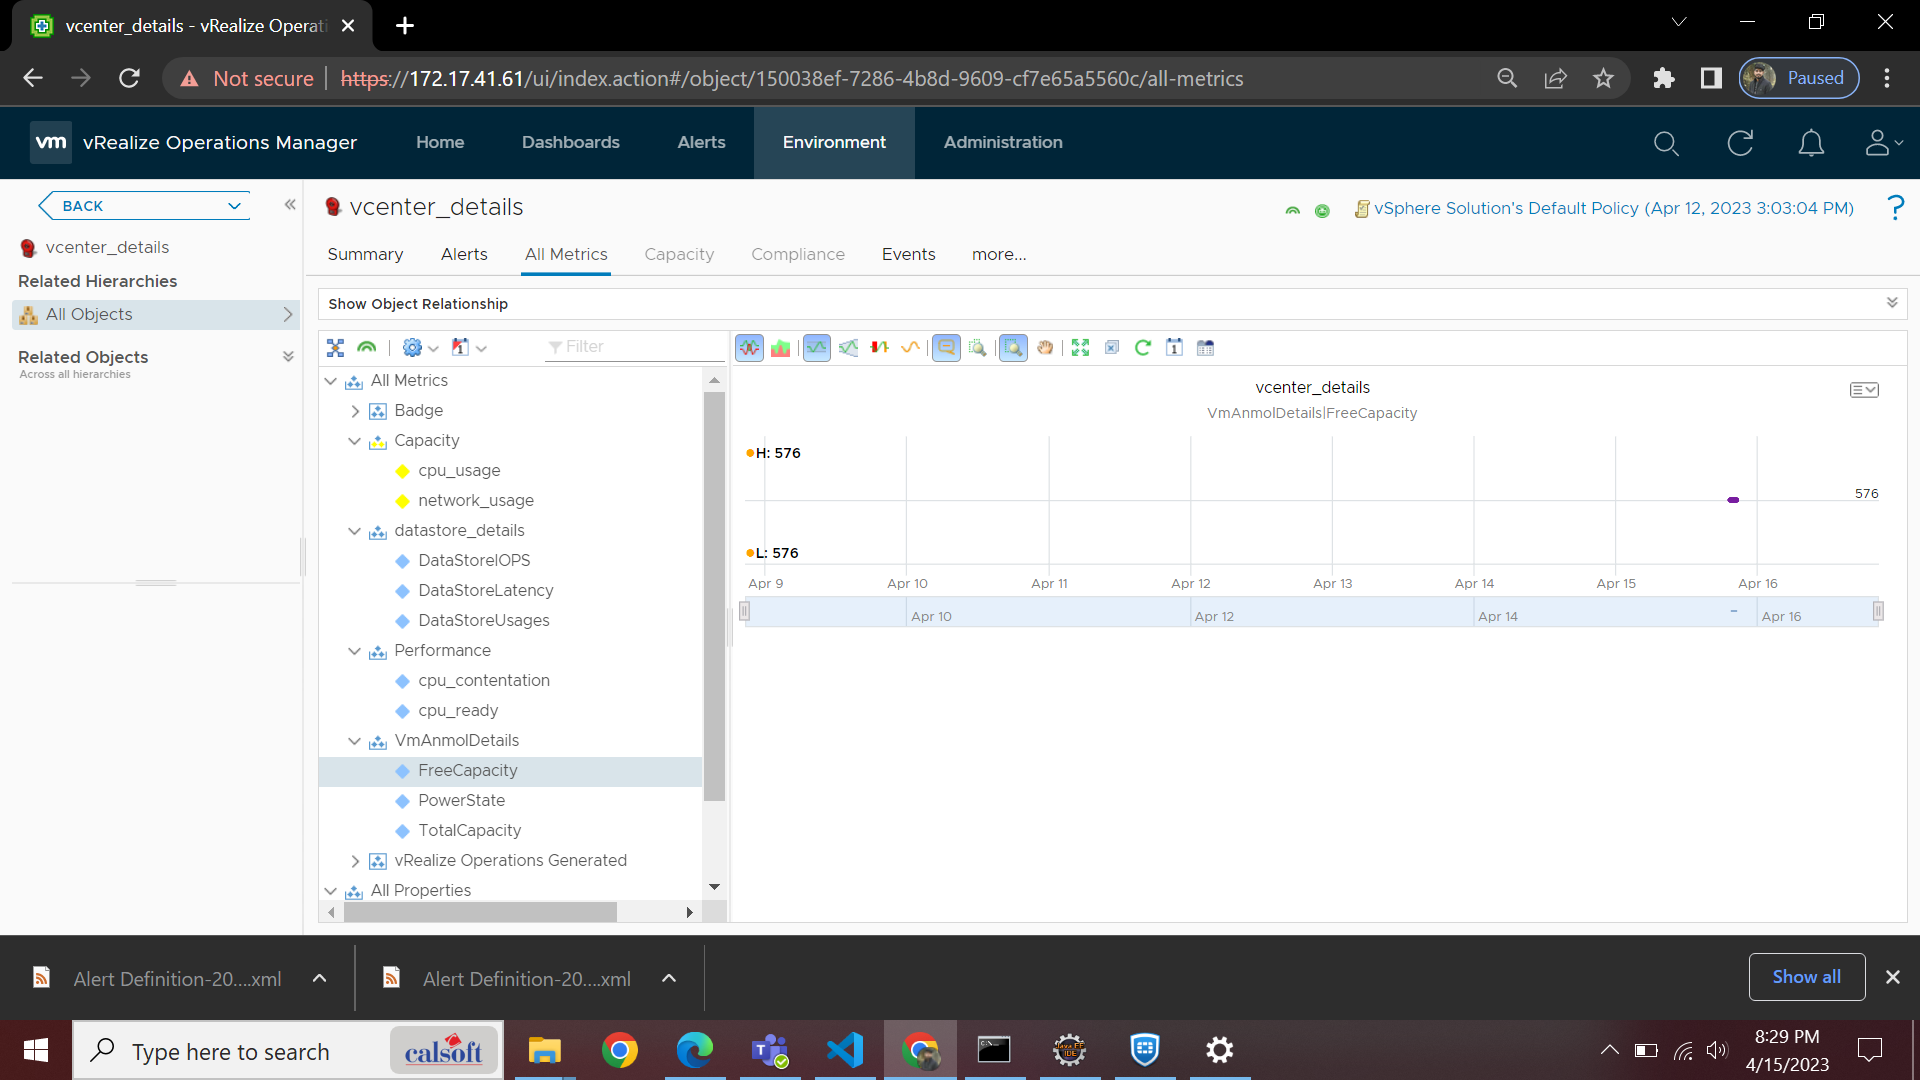 vcenter_details - vRealize Operati
Not secure
https://172.17.41.61/ui/index.action#/object/150038ef-7286-4b8d-9609-cf7e65a5560c/all-metrics
Paused
vm
vRealize Operations Manager
Home
Dashboards
Alerts
Environment
Administration
BACK
vcenter_details
Related Hierarchies
All Objects
Related Objects
Across all hierarchies
vcenter_details
vSphere Solution's Default Policy (Apr 12, 2023 3:03:04 PM)
?
Summary
Alerts
All Metrics
Capacity
Compliance
Events
more...
Show Object Relationship
Filter
All Metrics
Badge
Capacity
cpu_usage
network_usage
datastore_details
DataStoreIOPS
DataStoreLatency
DataStoreUsages
Performance
cpu_contentation
cpu_ready
VmAnmolDetails
FreeCapacity
PowerState
TotalCapacity
vRealize Operations Generated
All Properties
vcenter_details
VmAnmolDetails|FreeCapacity
H: 576
576
L: 576
Apr 9 Apr 10 Apr 11 Apr 12 Apr 13 Apr 14 Apr 15 Apr 16
Apr 10 Apr 12 Apr 14 Apr 16
Alert Definition-20....xml
Alert Definition-20....xml
Show all
Type here to search
calsoft
8:29 PM
4/15/2023